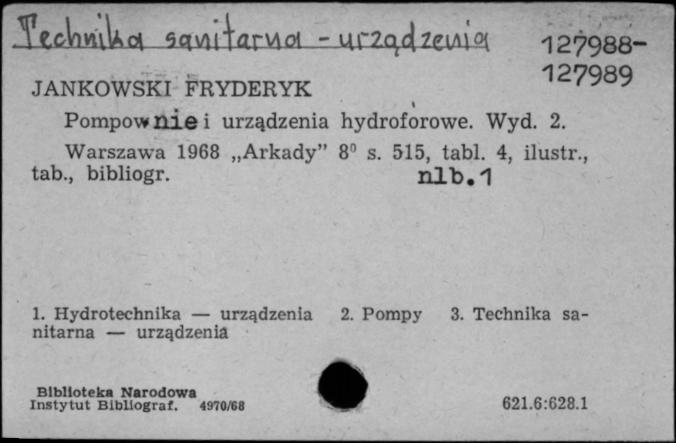 Technika sanitarna - urządzenia
127988-
127989
JANKOWSKI FRYDERYK
Pompownie i urządzenia hydroforowe. Wyd. 2.
Warszawa 1968 „Arkady” 8⁰ s. 515, tabl. 4, ilustr.,
tab., bibliogr. nlb.1
1. Hydrotechnika — urządzenia 2. Pompy 3. Technika sa-
nitarna — urządzenia
Biblioteka Narodowa
Instytut Bibliograf. 4970/68
621.6:628.1